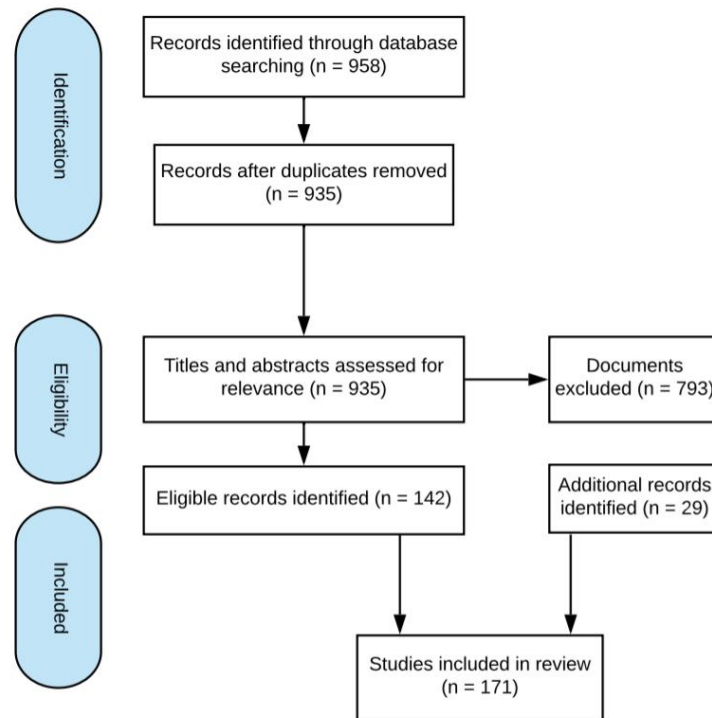 Identification
Records identified through database
searching (n = 958)
Records after duplicates removed
(n = 935)
Eligibility
Titles and abstracts assessed for
relevance (n = 935)
Documents
excluded (n = 793)
Eligible records identified (n = 142)
Additional records
identified (n = 29)
Included
Studies included in review
(n = 171)